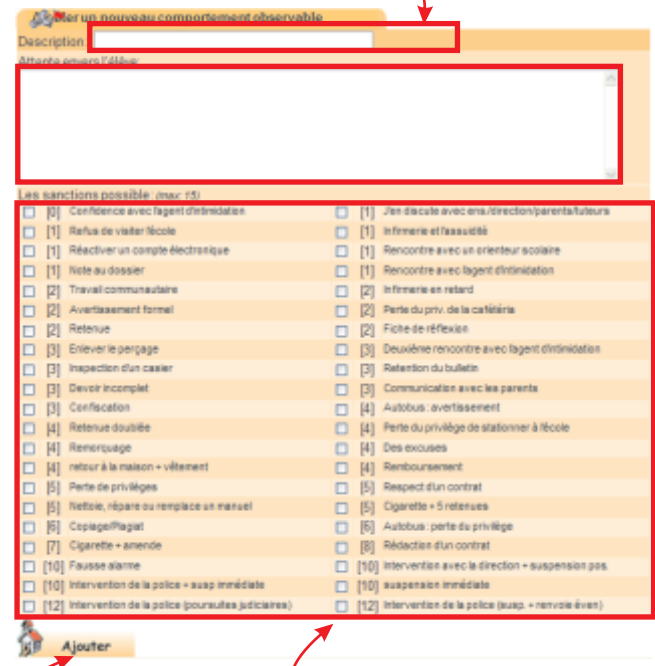 Créer un nouveau comportement observable
Description:
Attente envers l'élève:
Les sanctions possible: (max: 15)
[0] Confidence avec l'agent d'intimidation [1] J'en discute avec ens./direction/parents/tuteurs
[1] Refus de visiter l'école [1] Infirmerie et l'assuidité
[1] Réactiver un compte électronique [1] Rencontre avec un orienteur scolaire
[1] Note au dossier [1] Rencontre avec l'agent d'intimidation
[2] Travail communautaire [2] Infirmerie en retard
[2] Avertissement formel [2] Perte du priv. de la cafétéria
[2] Retenue [2] Fiche de réflexion
[3] Enlever le perçage [3] Deuxième rencontre avec l'agent d'intimidation
[3] Inspection d'un casier [3] Retention du bulletin
[3] Devoir incomplet [3] Communication avec les parents
[3] Confiscation [4] Autobus : avertissement
[4] Retenue doublée [4] Perte du privilège de stationner à l'école
[4] Remorquage [4] Des excuses
[4] retour à la maison + vêtement [4] Remboursement
[5] Perte de privilèges [5] Respect d'un contrat
[5] Nettoie, répare ou remplace un manuel [5] Cigarette + 5 retenues
[6] Copiage/Plagiat [6] Autobus : perte du privilège
[7] Cigarette + amende [8] Rédaction d'un contrat
[10] Fausse alarme [10] Intervention avec la direction + suspension pos.
[10] Intervention de la police + susp immédiate [10] suspension immédiate
[12] Intervention de la police (poursuites judiciaires) [12] Intervention de la police (susp. + renvoie éven)
Ajouter